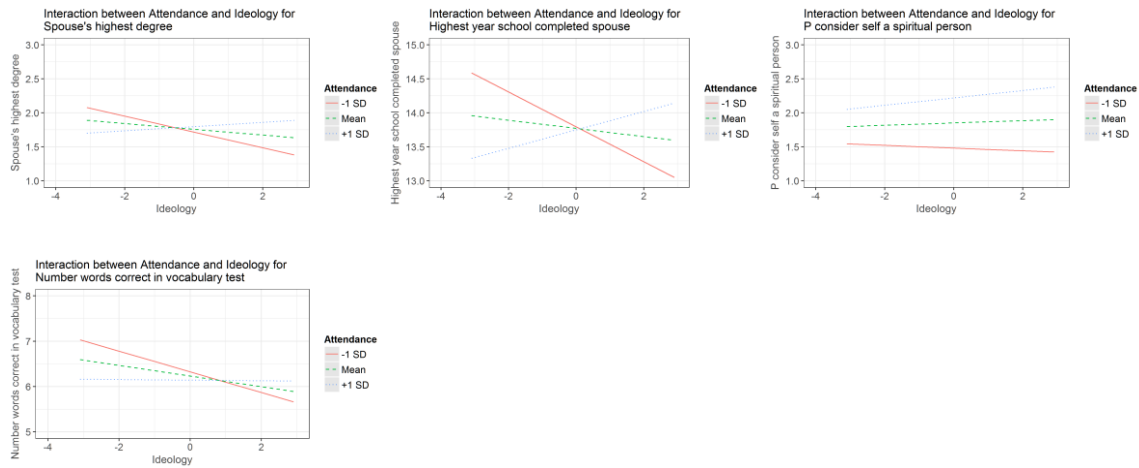 Interaction between Attendance and Ideology for
Spouse's highest degree
Spouse's highest degree
3.0
2.5
2.0
1.5
1.0
-4
-2
0
2
Ideology
Attendance
-1 SD
Mean
+1 SD
Interaction between Attendance and Ideology for
Highest year school completed spouse
Highest year school completed spouse
15.0
14.5
14.0
13.5
13.0
-4
-2
0
2
Ideology
Attendance
-1 SD
Mean
+1 SD
Interaction between Attendance and Ideology for
P consider self a spiritual person
P consider self a spiritual person
3.0
2.5
2.0
1.5
1.0
-4
-2
0
2
Ideology
Attendance
-1 SD
Mean
+1 SD
Interaction between Attendance and Ideology for
Number words correct in vocabulary test
Number words correct in vocabulary test
8
7
6
5
-4
-2
0
2
Ideology
Attendance
-1 SD
Mean
+1 SD